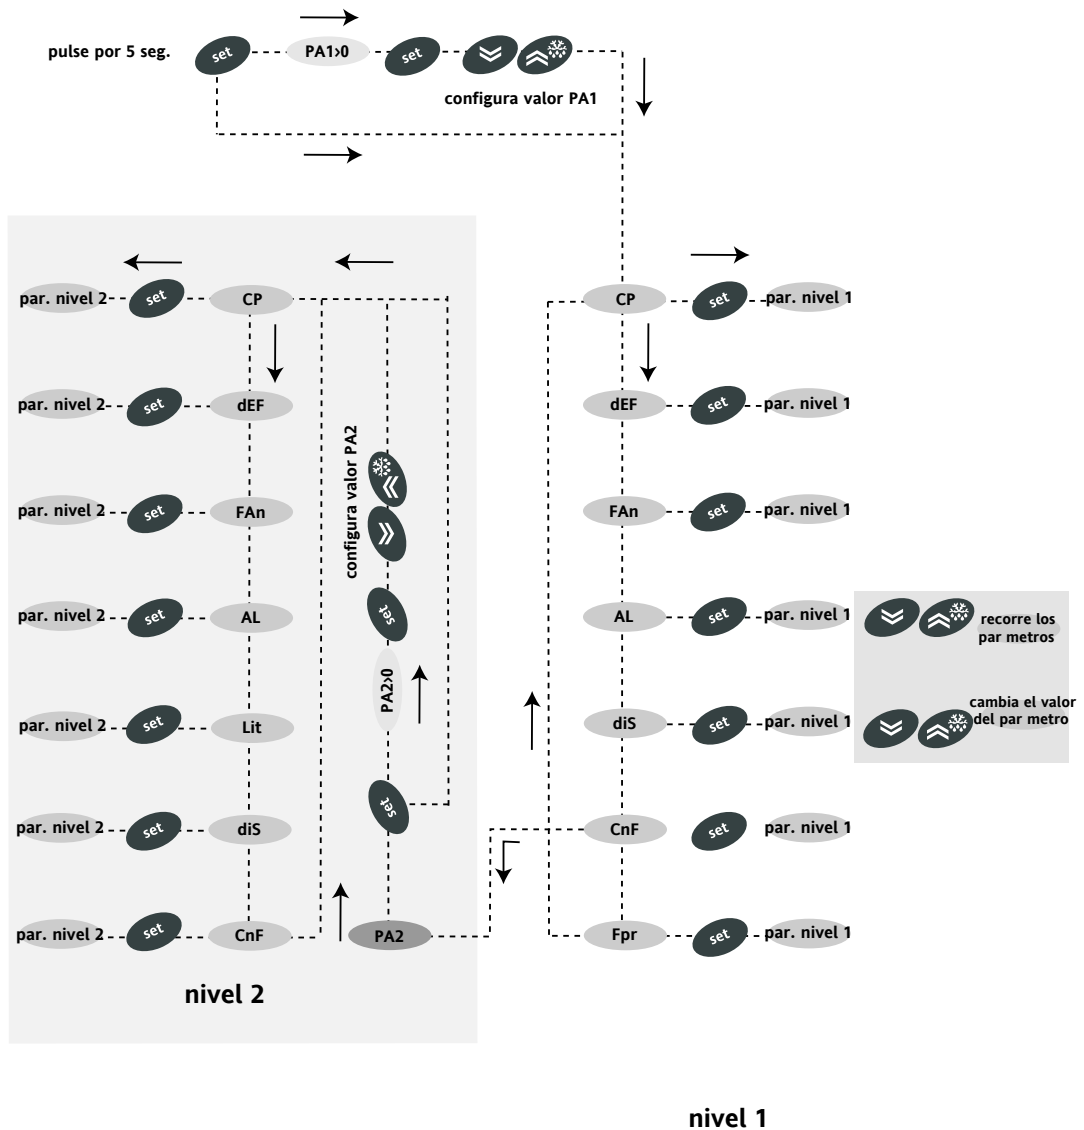 pulse por 5 seg.
set
PA1›0
set
configura valor PA1
par. nivel 2
set
CP
CP
set
par. nivel 1
par. nivel 2
set
dEF
dEF
set
par. nivel 1
configura valor PA2
par. nivel 2
set
FAn
FAn
set
par. nivel 1
par. nivel 2
set
AL
set
AL
set
par. nivel 1
recorre los
par metros
PA2›0
par. nivel 2
set
Lit
diS
set
par. nivel 1
cambia el valor
del par metro
par. nivel 2
set
diS
set
CnF
set
par. nivel 1
par. nivel 2
set
CnF
PA2
Fpr
set
par. nivel 1
nivel 2
nivel 1